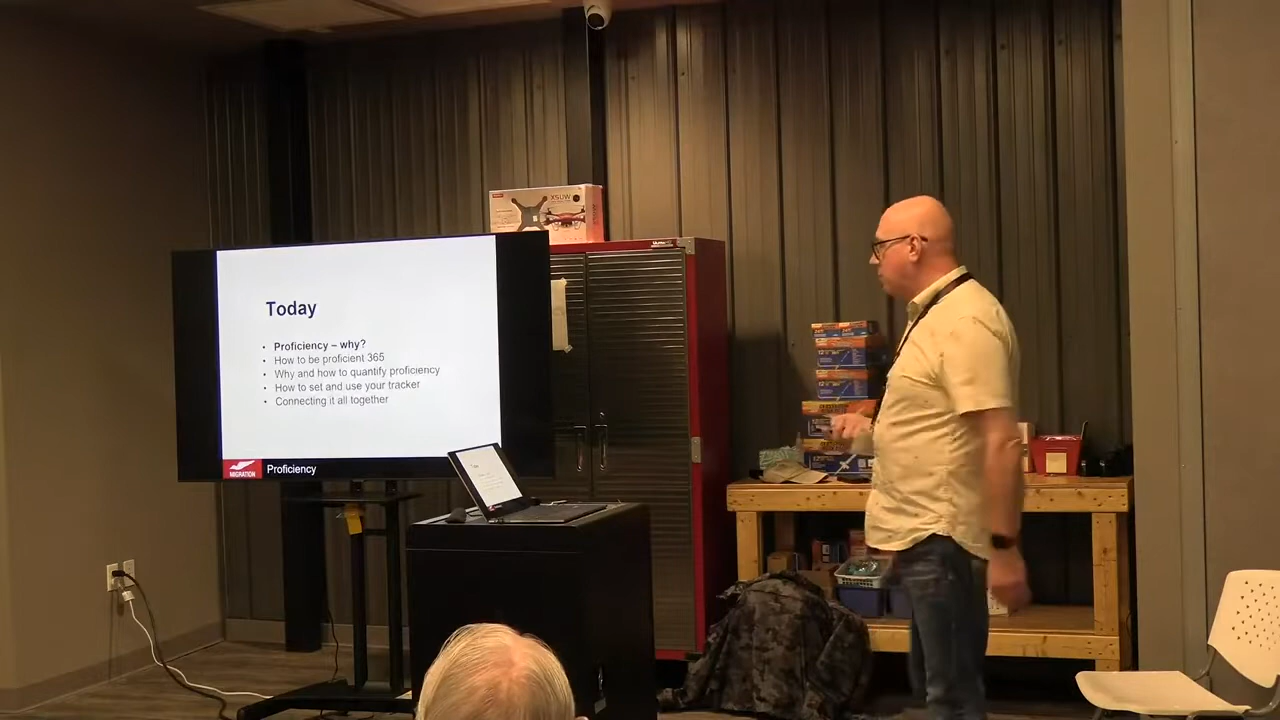 X5UW
Today
• Proficiency – why?
• How to be proficient 365
• Why and how to quantify proficiency
• How to set and use your tracker
• Connecting it all together
MIGRATION
Proficiency